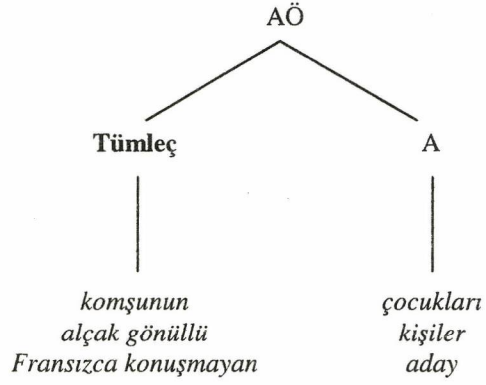 AÖ
Tümleç A
komşunun çocukları
alçak gönüllü kişiler
Fransızca konuşmayan aday